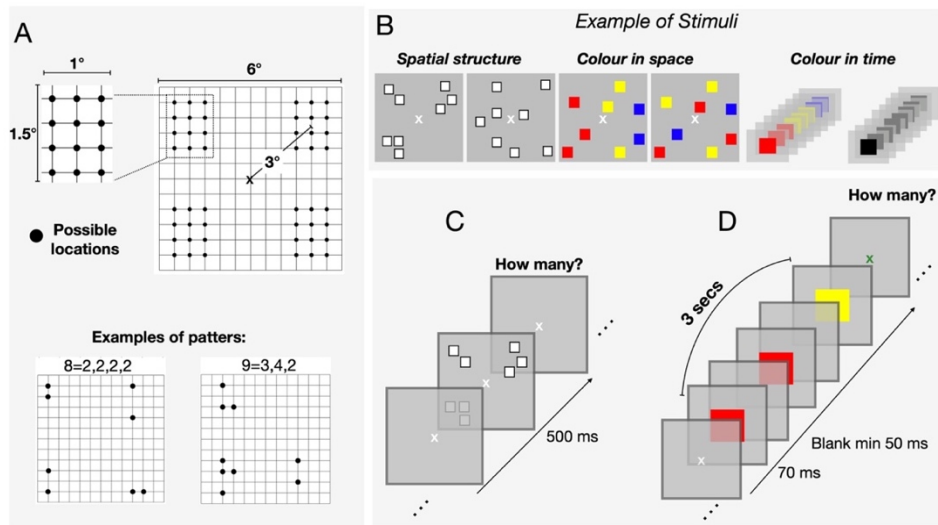 A
1°
6°
1.5°
3°
x
Possible
locations
Examples of patters:
8=2,2,2,2
9=3,4,2
B
Example of Stimuli
Spatial structure
Colour in space
Colour in time
x
x
x
x
C
How many?
x
x
x
500 ms
D
How many?
x
3 secs
x
Blank min 50 ms
70 ms